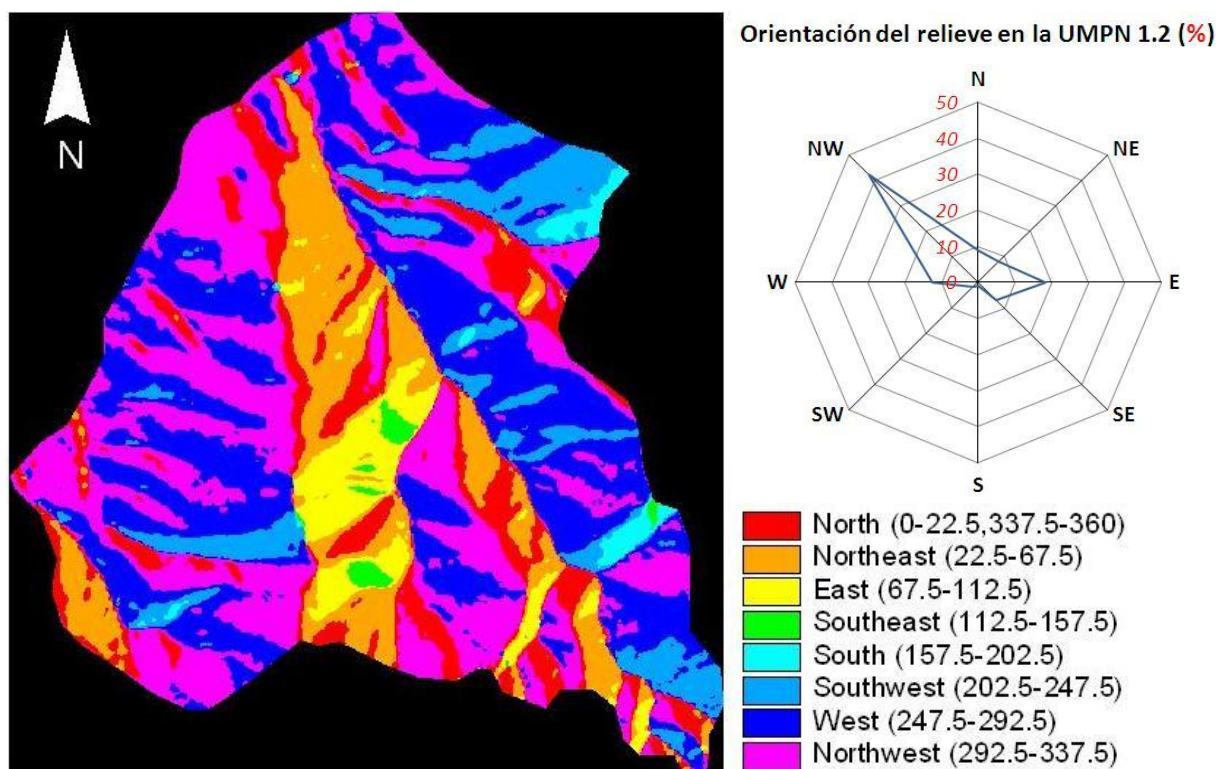 N
Orientación del relieve en la UMPN 1.2 (%)
N
50
40
30
20
10
0
NW
NE
W
E
SW
SE
S
North (0-22.5,337.5-360)
Northeast (22.5-67.5)
East (67.5-112.5)
Southeast (112.5-157.5)
South (157.5-202.5)
Southwest (202.5-247.5)
West (247.5-292.5)
Northwest (292.5-337.5)